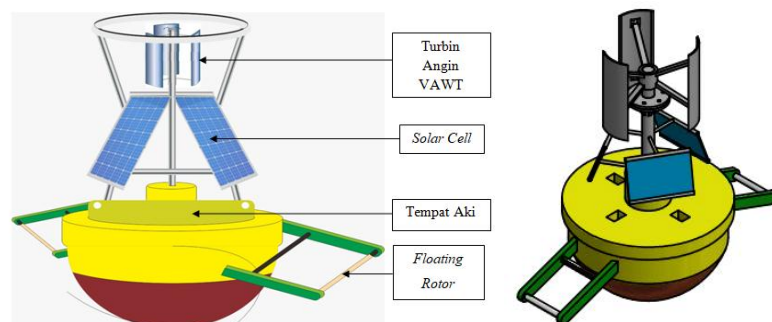 Turbin
Angin
VAWT
Solar Cell
Tempat Aki
Floating
Rotor